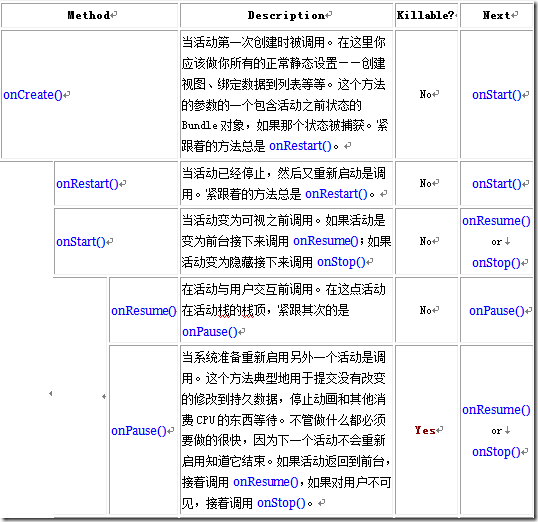 Method Description Killable? Next
onCreate() 当活动第一次创建时被调用。在这里你 No onStart()
应该做你所有的正常静态设置——创建
视图、绑定数据到列表等等。这个方法
的参数的一个包含活动之前状态的
Bundle 对象，如果那个状态被捕获。紧
跟着的方法总是 onRestart()。
onRestart() 当活动已经停止，然后又重新启动是调 No onStart()
用。紧跟着的方法总是 onRestart()。
onStart() 当活动变为可视之前调用。如果活动是 No onResume()
变为前台接下来调用 onResume()；如果 or
活动变为隐藏接下来调用 onStop() onStop()
onResume() 在活动与用户交互前调用。在这点活动 No onPause()
在活动栈的栈顶，紧跟其次的是
onPause()
onPause() 当系统准备重新启用另外一个活动是调 Yes onResume()
用。这个方法典型地用于提交没有改变 or
的修改到持久数据，停止动画和其他消 onStop()
费 CPU 的东西等待。不管做什么都必须
要做的很快，因为下一个活动不会重新
启用知道它结束。如果活动返回到前台，
接着调用 onResume()，如果对用户不可
见，接着调用 onStop()。